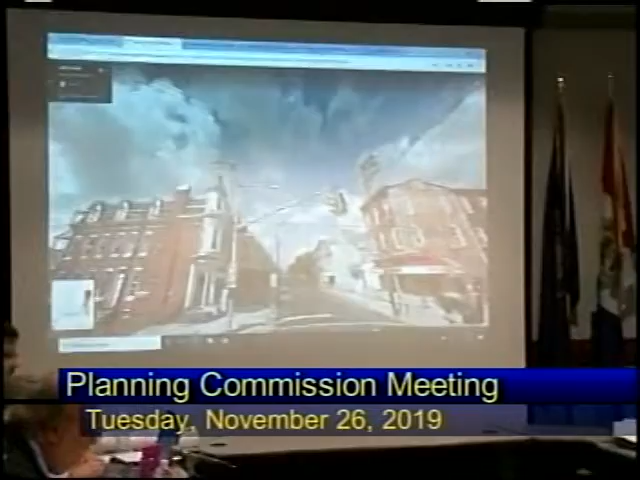 Planning Commission Meeting
Tuesday, November 26, 2019